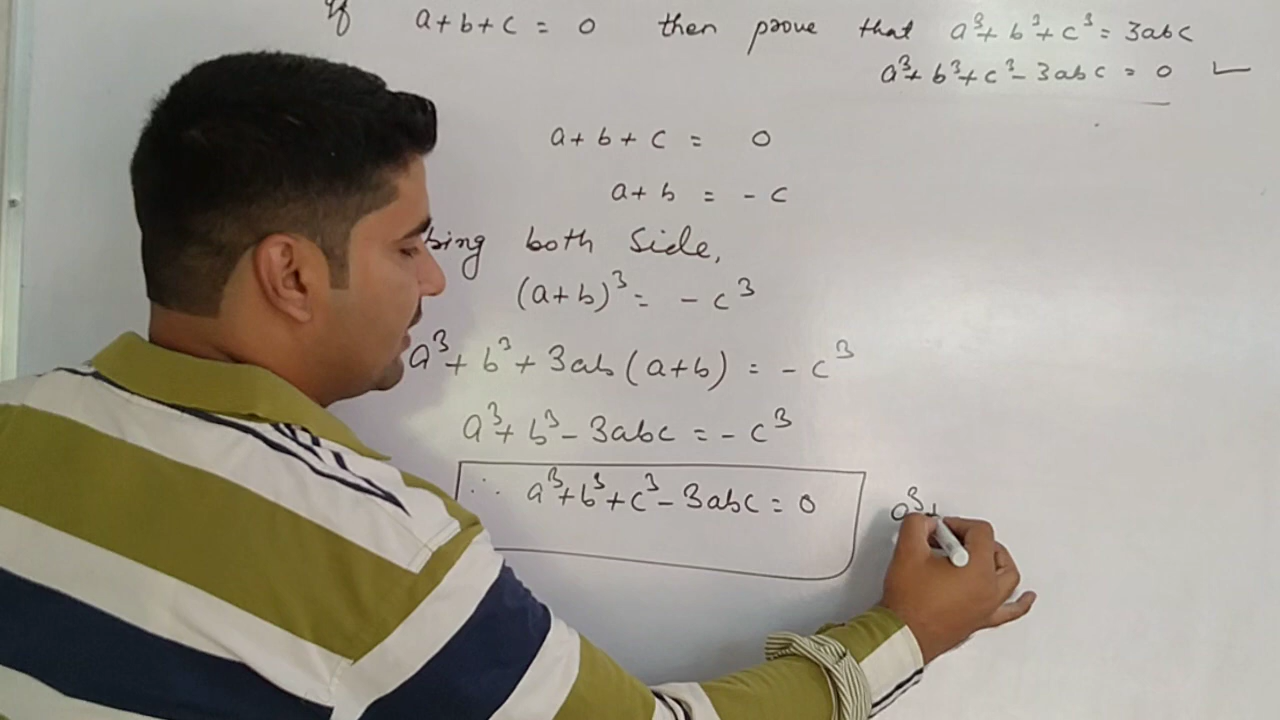 If a + b + c = 0 then prove that a³ + b³ + c³ = 3abc
a³ + b³ + c³ - 3abc = 0
a + b + c = 0
a + b = - c
bing both side,
(a+b)³ = - c³
a³ + b³ + 3ab (a+b) = - c³
a³ + b³ - 3abc = - c³
∴ a³ + b³ + c³ - 3abc = 0
a³ +